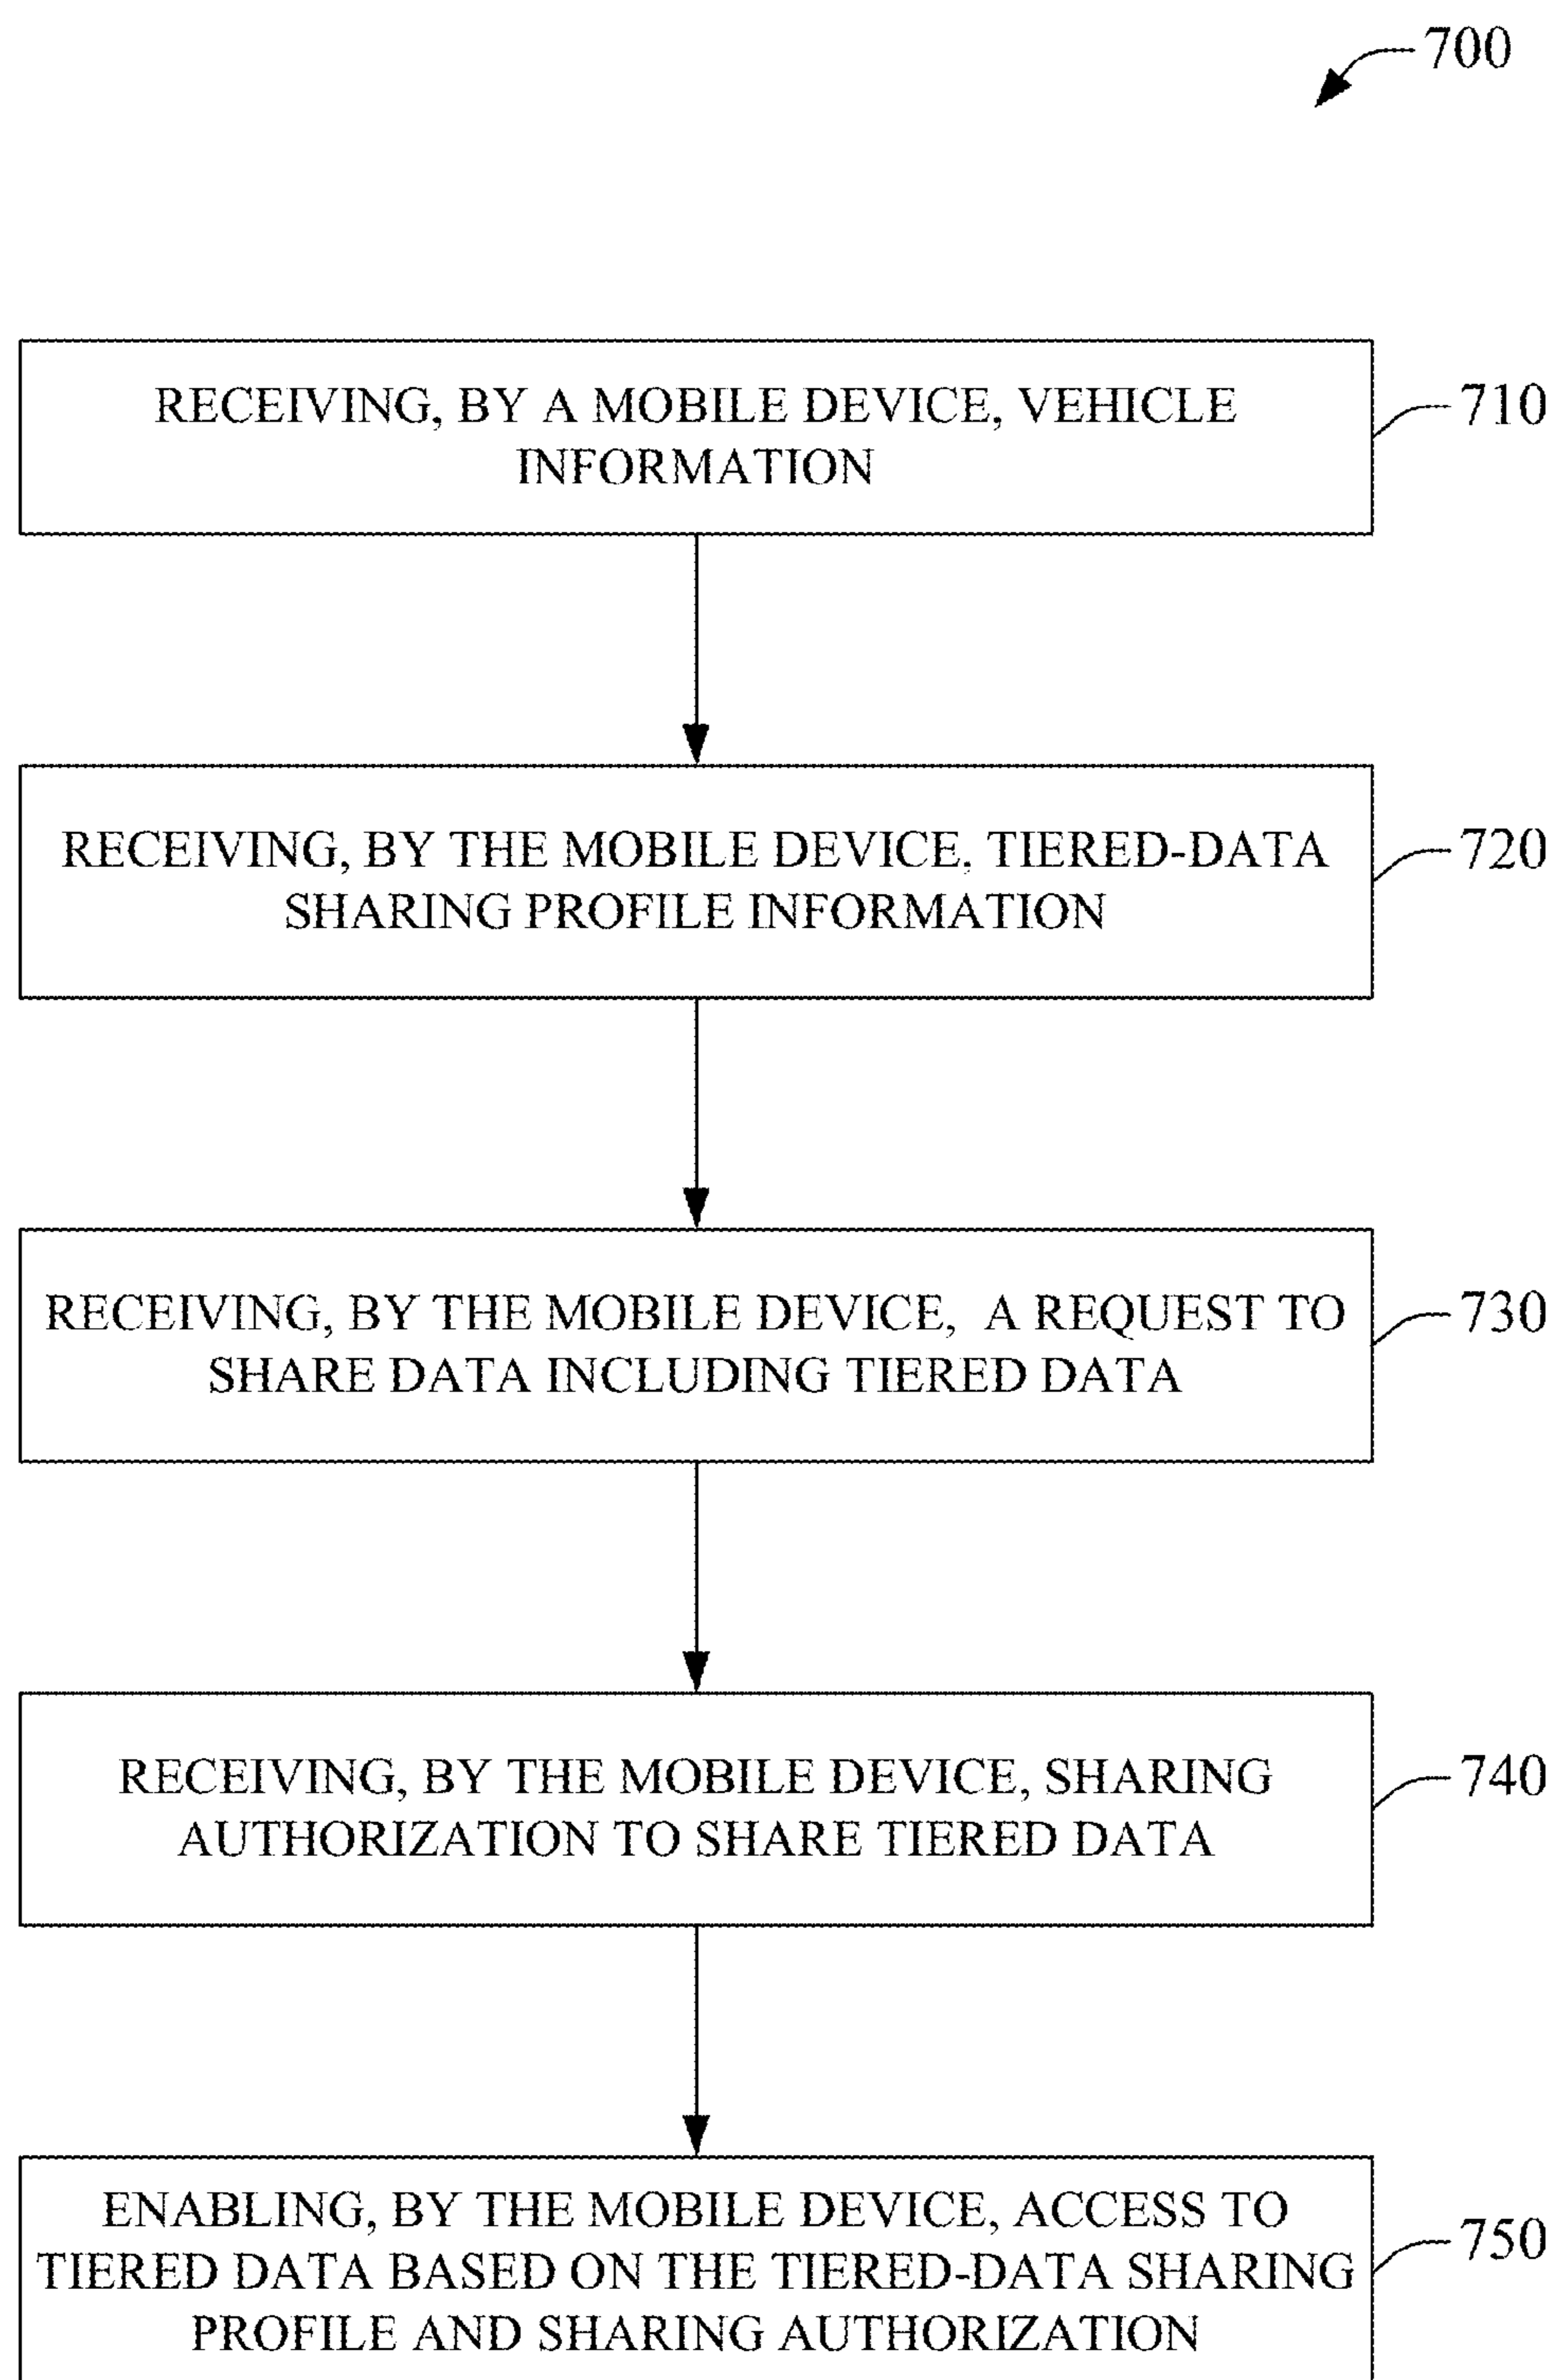 700
RECEIVING, BY A MOBILE DEVICE, VEHICLE
INFORMATION
710
RECEIVING, BY THE MOBILE DEVICE, TIERED-DATA
SHARING PROFILE INFORMATION
720
RECEIVING, BY THE MOBILE DEVICE, A REQUEST TO
SHARE DATA INCLUDING TIERED DATA
730
RECEIVING, BY THE MOBILE DEVICE, SHARING
AUTHORIZATION TO SHARE TIERED DATA
740
ENABLING, BY THE MOBILE DEVICE, ACCESS TO
TIERED DATA BASED ON THE TIERED-DATA SHARING
PROFILE AND SHARING AUTHORIZATION
750